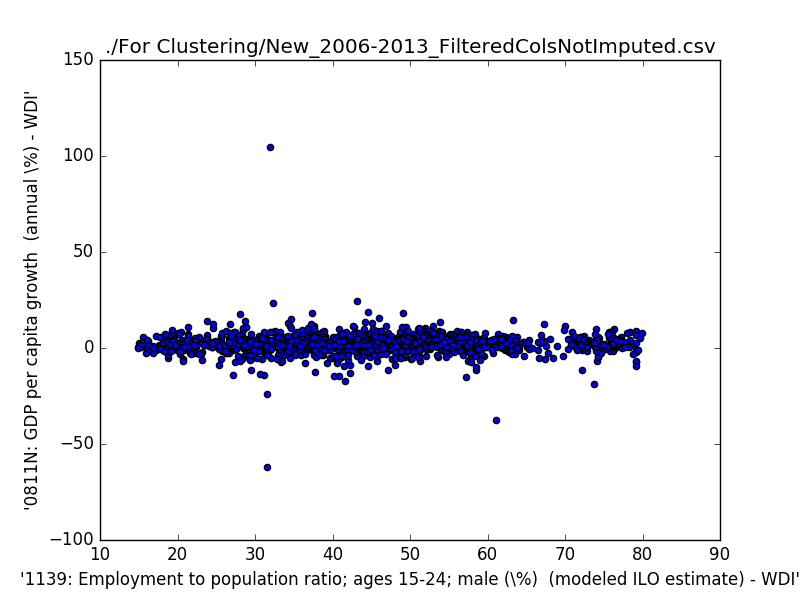 ./For Clustering/New_2006-2013_FilteredColsNotImputed.csv
'0811N: GDP per capita growth  (annual \%) - WDI'
150
100
50
0
−50
−100
10 20 30 40 50 60 70 80 90
'1139: Employment to population ratio; ages 15-24; male (\%)  (modeled ILO estimate) - WDI'